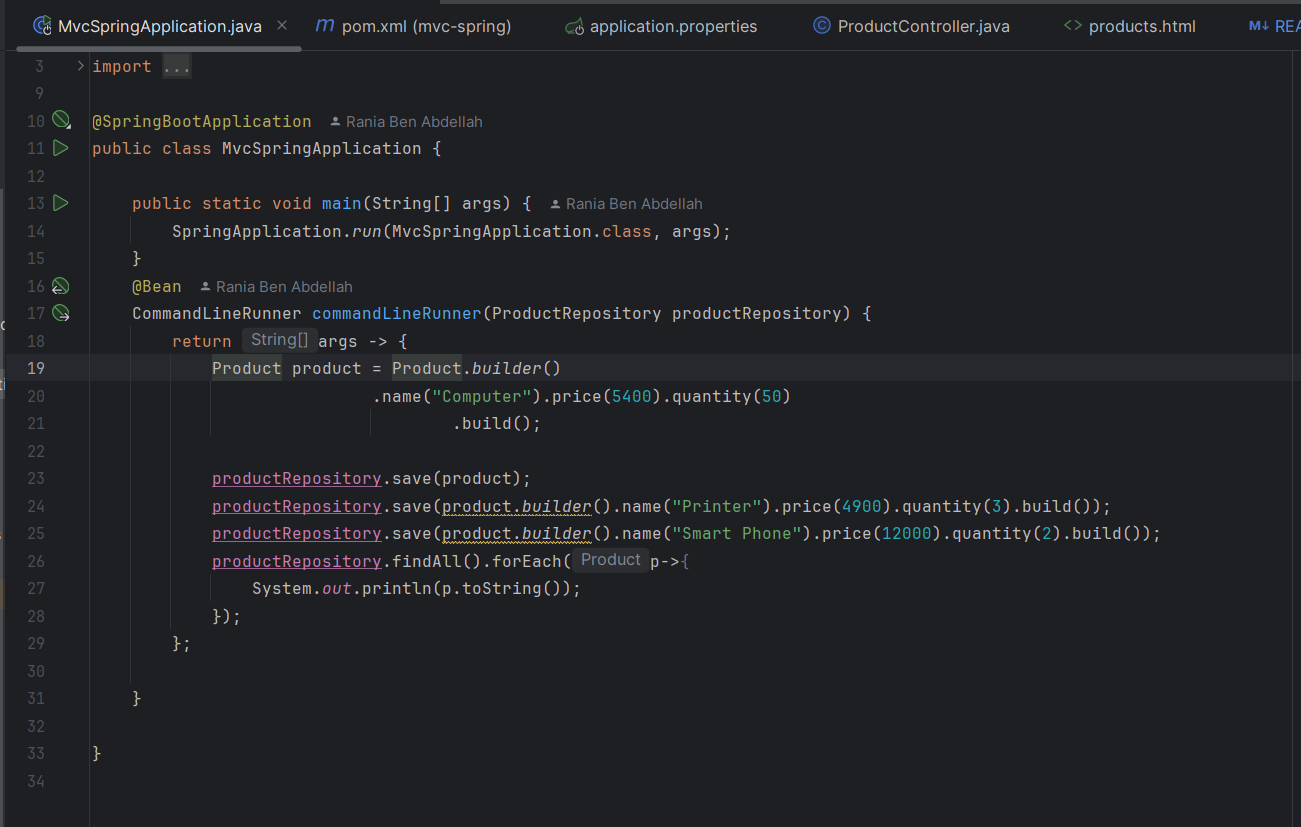 MvcSpringApplication.java × m pom.xml (mvc-spring) application.properties C ProductController.java <> products.html M↓ REA
3 > import ...
9
10 @SpringBootApplication Rania Ben Abdellah
11 public class MvcSpringApplication {
12
13 public static void main(String[] args) { Rania Ben Abdellah
14 SpringApplication.run(MvcSpringApplication.class, args);
15 }
16 @Bean Rania Ben Abdellah
17 CommandLineRunner commandLineRunner(ProductRepository productRepository) {
18 return String[] args -> {
19 Product product = Product.builder()
20 .name("Computer").price(5400).quantity(50)
21 .build();
22
23 productRepository.save(product);
24 productRepository.save(product.builder().name("Printer").price(4900).quantity(3).build());
25 productRepository.save(product.builder().name("Smart Phone").price(12000).quantity(2).build());
26 productRepository.findAll().forEach( Product p->{
27 System.out.println(p.toString());
28 });
29 };
30
31 }
32
33 }
34